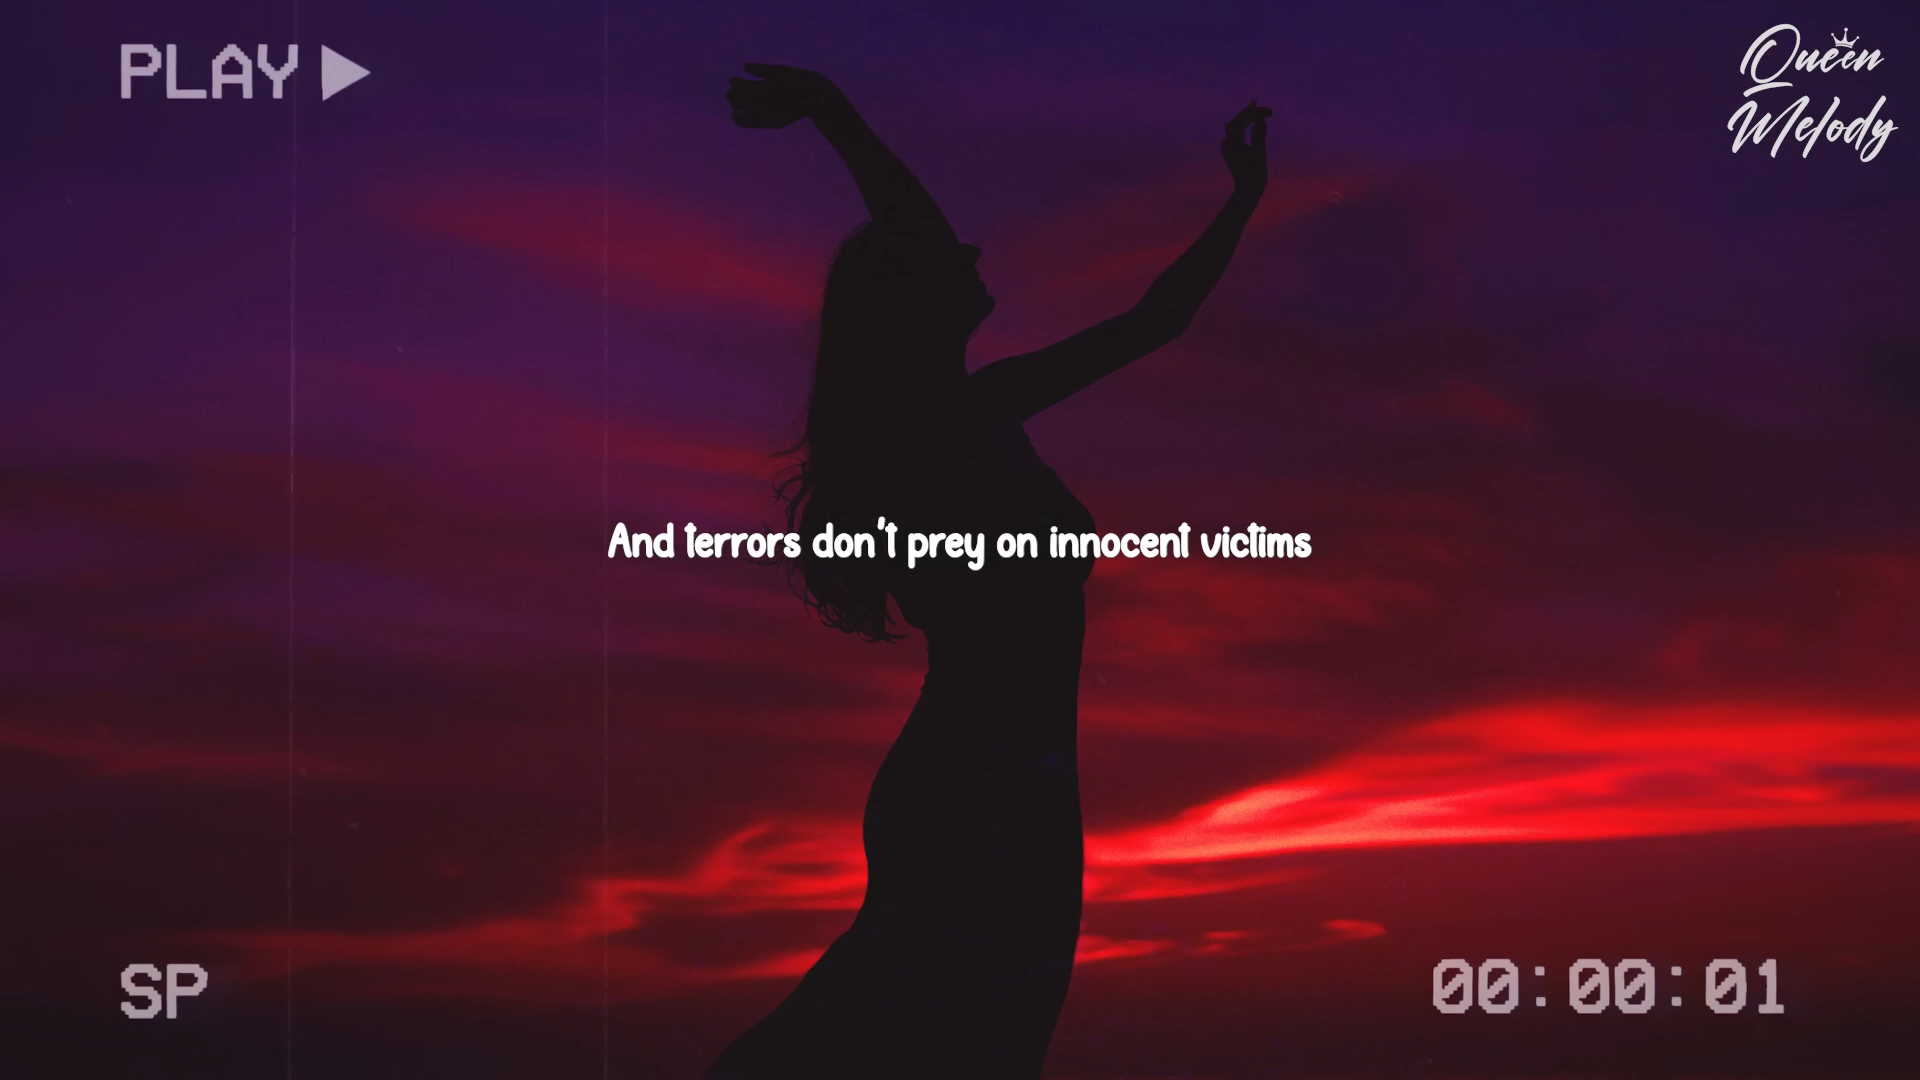 PLAY
Queen
Melody
And terrors don't prey on innocent victims
SP
00:00:01